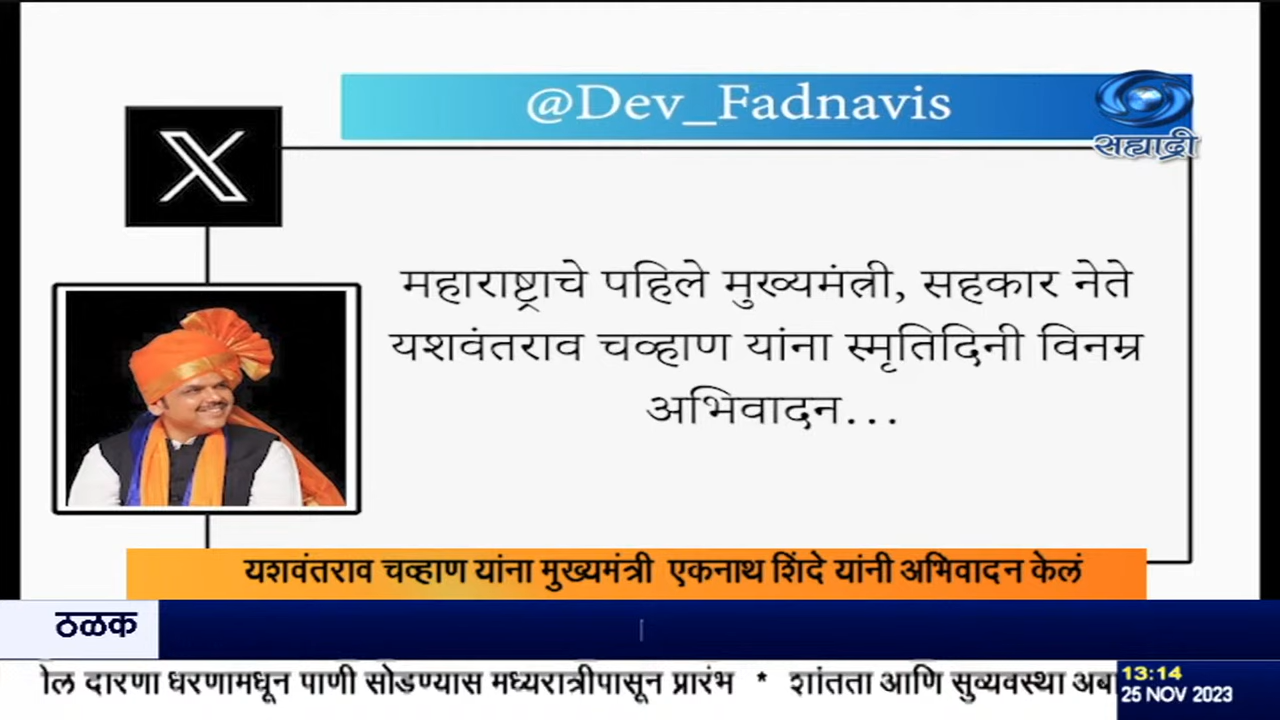 @Dev_Fadnavis
सह्याद्री
महाराष्ट्राचे पहिले मुख्यमंत्री, सहकार नेते
यशवंतराव चव्हाण यांना स्मृतिदिनी विनम्र
अभिवादन...
यशवंतराव चव्हाण यांना मुख्यमंत्री एकनाथ शिंदे यांनी अभिवादन केलं
ठळक
दारणा धरणामधून पाणी सोडण्यास मध्यरात्रीपासून प्रारंभ * शांतता आणि सुव्यवस्था
13:14
25 NOV 2023